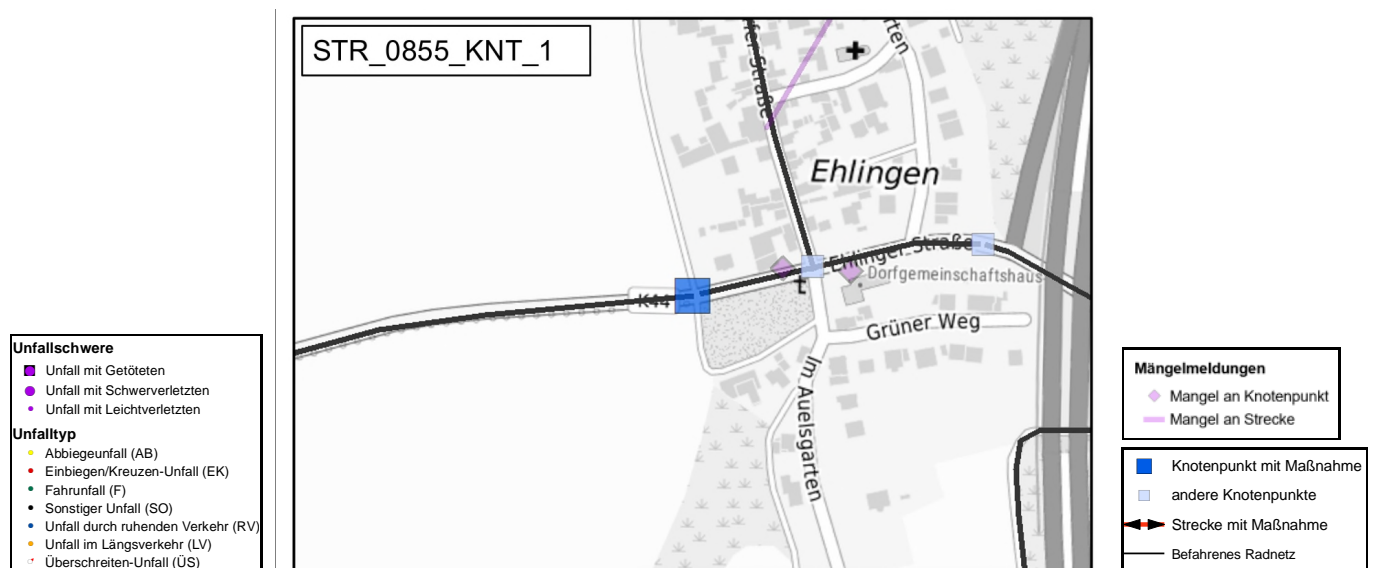 STR_0855_KNT_1
fer Straße
rten
Ehlingen
Ehlinger Straße
Dorfgemeinschaftshaus
K44
Grüner Weg
Im Auelsgarten
Unfallschwere
Unfall mit Getöteten
Unfall mit Schwerverletzten
Unfall mit Leichtverletzten
Unfalltyp
Abbiegeunfall (AB)
Einbiegen/Kreuzen-Unfall (EK)
Fahrunfall (F)
Sonstiger Unfall (SO)
Unfall durch ruhenden Verkehr (RV)
Unfall im Längsverkehr (LV)
Überschreiten-Unfall (ÜS)
Mängelmeldungen
Mangel an Knotenpunkt
Mangel an Strecke
Knotenpunkt mit Maßnahme
andere Knotenpunkte
Strecke mit Maßnahme
Befahrenes Radnetz